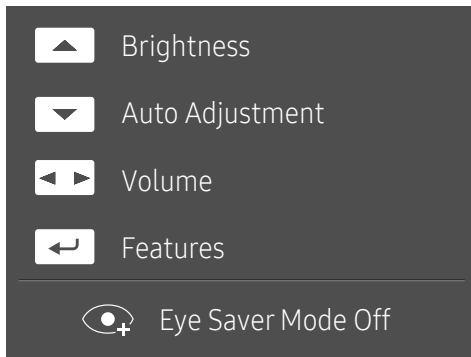 Brightness
Auto Adjustment
Volume
Features
Eye Saver Mode Off